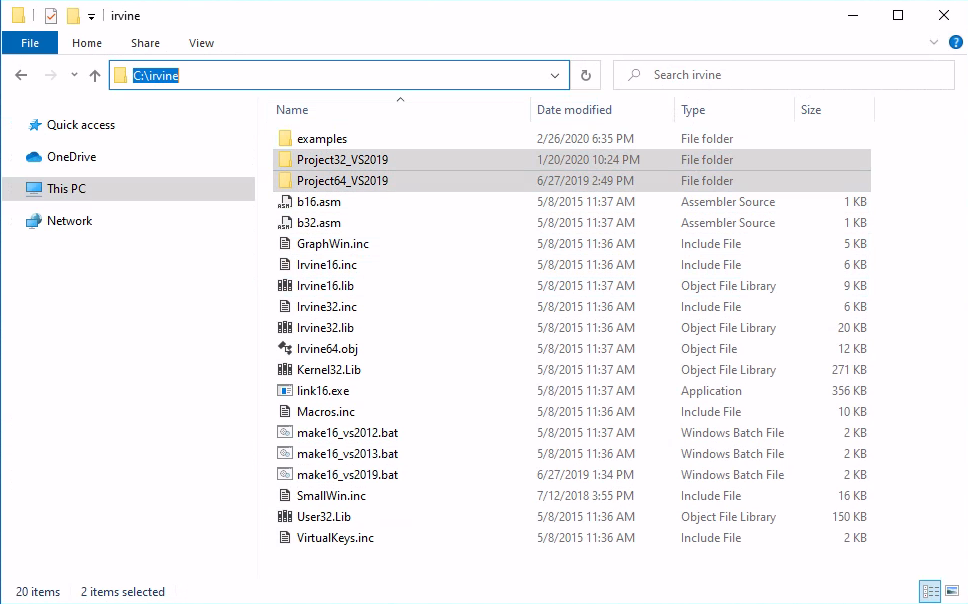 irvine
File Home Share View
C:\irvine Search irvine
Quick access
OneDrive
This PC
Network
Name Date modified Type Size
examples 2/26/2020 6:35 PM File folder
Project32_VS2019 1/20/2020 10:24 PM File folder
Project64_VS2019 6/27/2019 2:49 PM File folder
b16.asm 5/8/2015 11:37 AM Assembler Source 1 KB
b32.asm 5/8/2015 11:37 AM Assembler Source 1 KB
GraphWin.inc 5/8/2015 11:36 AM Include File 5 KB
Irvine16.inc 5/8/2015 11:36 AM Include File 6 KB
Irvine16.lib 5/8/2015 11:37 AM Object File Library 9 KB
Irvine32.inc 5/8/2015 11:36 AM Include File 6 KB
Irvine32.lib 5/8/2015 11:36 AM Object File Library 20 KB
Irvine64.obj 5/8/2015 11:37 AM Object File 12 KB
Kernel32.Lib 5/8/2015 11:36 AM Object File Library 271 KB
link16.exe 5/8/2015 11:37 AM Application 356 KB
Macros.inc 5/8/2015 11:36 AM Include File 10 KB
make16_vs2012.bat 5/8/2015 11:37 AM Windows Batch File 2 KB
make16_vs2013.bat 5/8/2015 11:36 AM Windows Batch File 2 KB
make16_vs2019.bat 6/27/2019 1:34 PM Windows Batch File 2 KB
SmallWin.inc 7/12/2018 3:55 PM Include File 16 KB
User32.Lib 5/8/2015 11:36 AM Object File Library 150 KB
VirtualKeys.inc 5/8/2015 11:36 AM Include File 2 KB
20 items 2 items selected